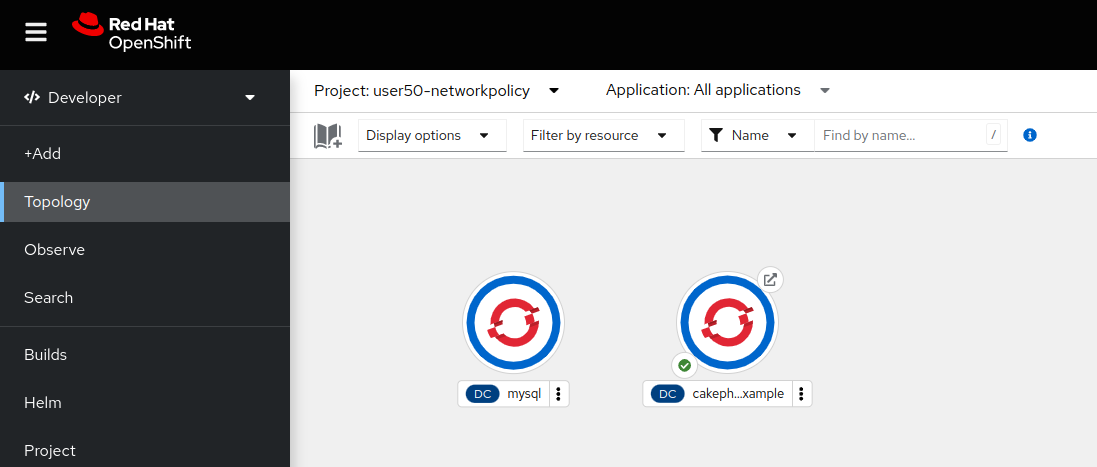 Red Hat
OpenShift
Developer
+Add
Topology
Observe
Search
Builds
Helm
Project
Project: user50-networkpolicy
Application: All applications
Display options
Filter by resource
Name
Find by name...
/
i
DC mysql
DC cakeph...xample